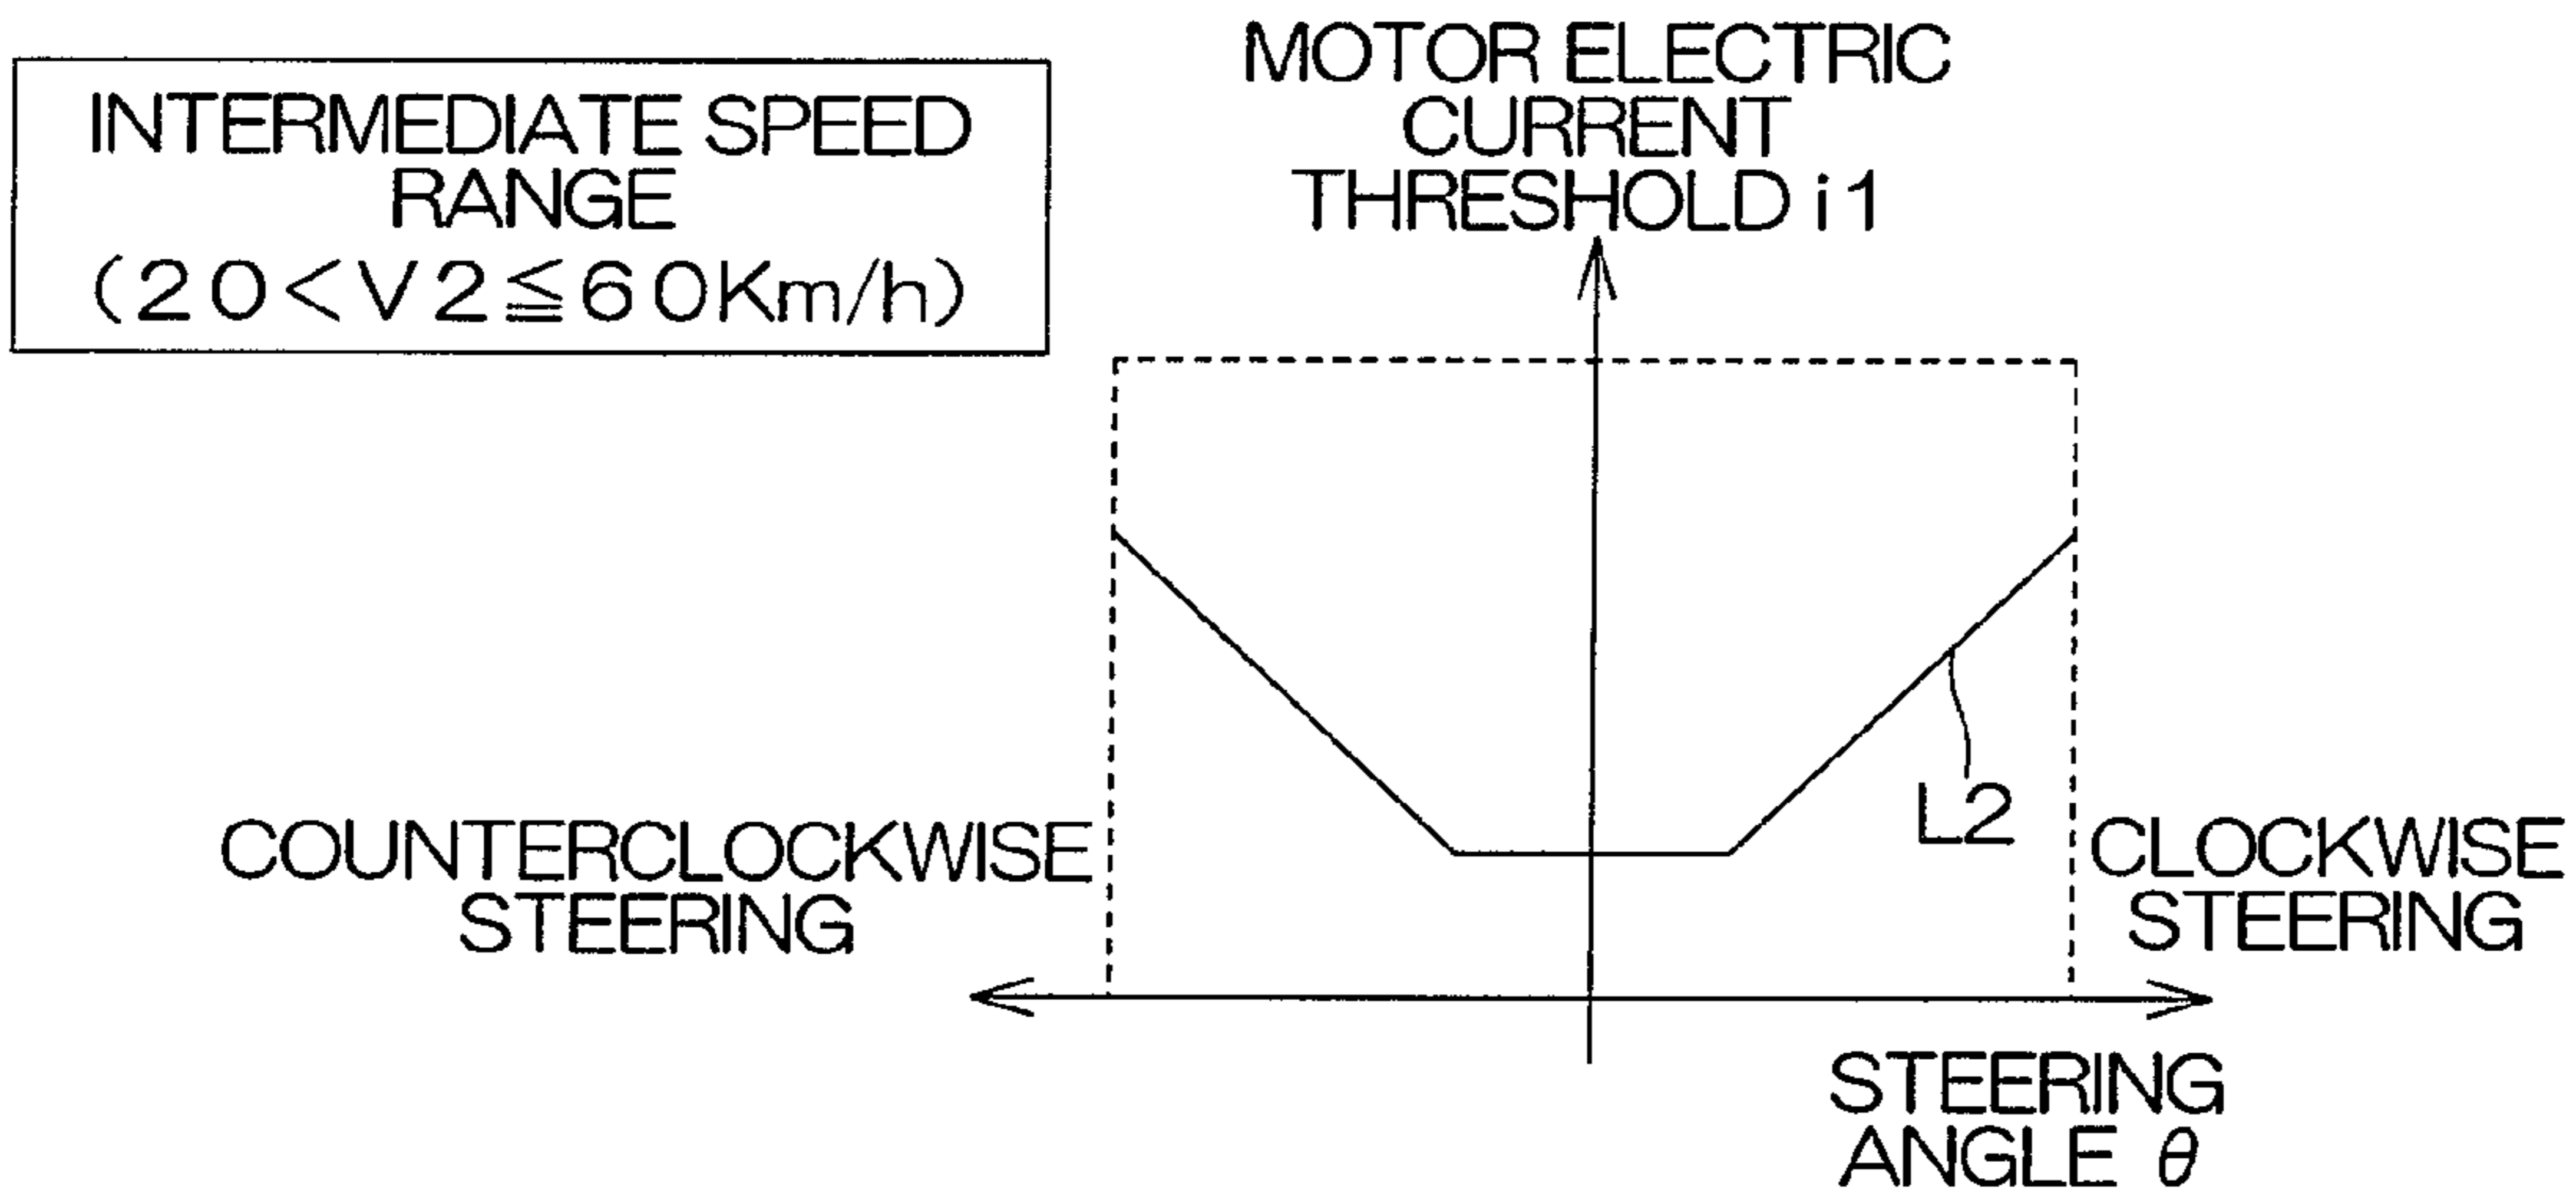 INTERMEDIATE SPEED
RANGE
(20<V2≦60Km/h)
MOTOR ELECTRIC
CURRENT
THRESHOLD i1
L2
COUNTERCLOCKWISE
STEERING
CLOCKWISE
STEERING
STEERING
ANGLE θ